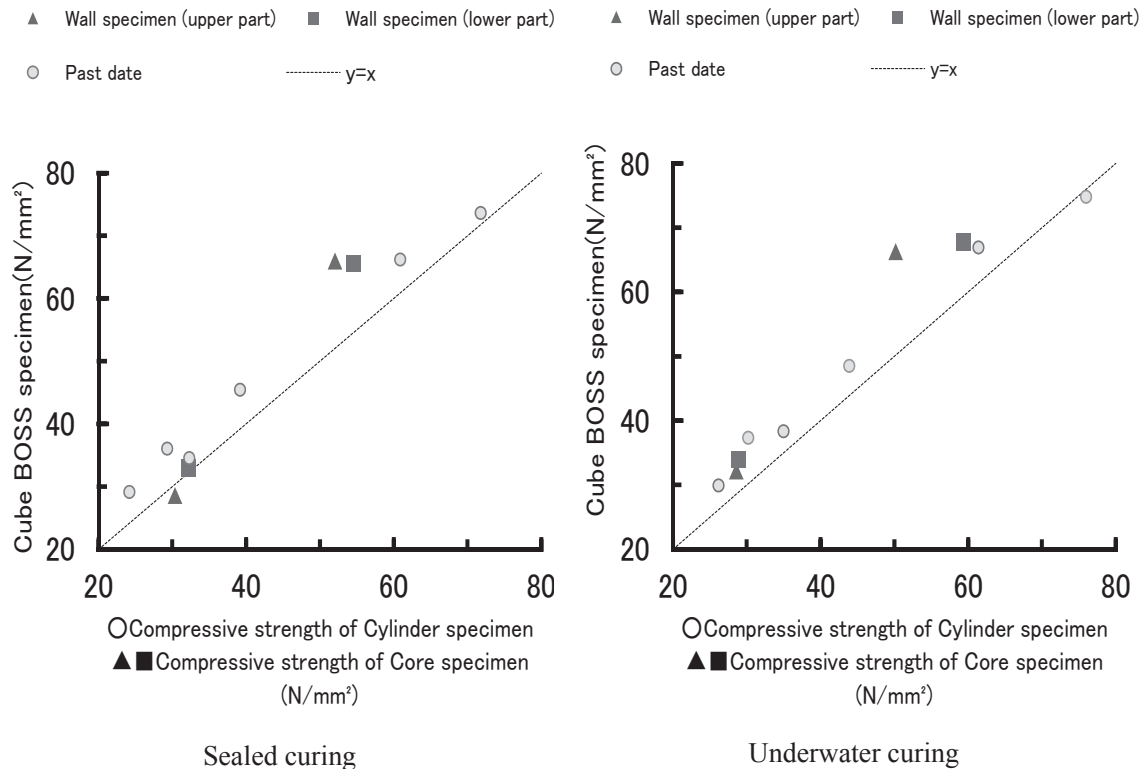 Wall specimen (upper part) Wall specimen (lower part)
Past date y=x
Cube BOSS specimen(N/mm²)
80
60
40
20
20 40 60 80
Compressive strength of Cylinder specimen
Compressive strength of Core specimen
(N/mm²)
Sealed curing
Wall specimen (upper part) Wall specimen (lower part)
Past date y=x
Cube BOSS specimen(N/mm²)
80
60
40
20
20 40 60 80
Compressive strength of Cylinder specimen
Compressive strength of Core specimen
(N/mm²)
Underwater curing